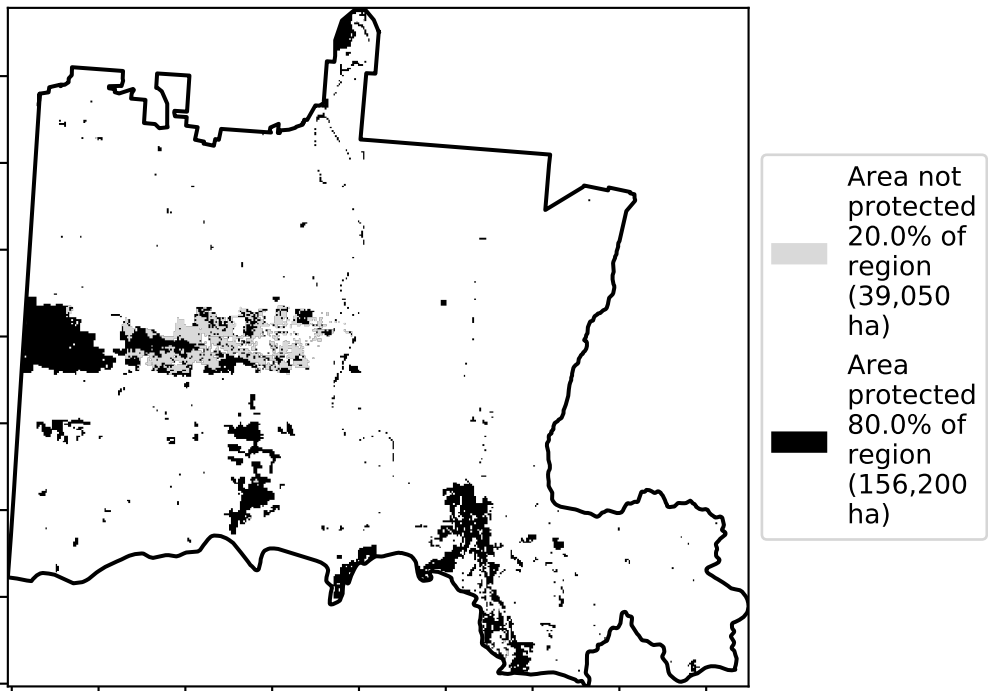 Area not
protected
20.0% of
region
(39,050
ha)
Area
protected
80.0% of
region
(156,200
ha)